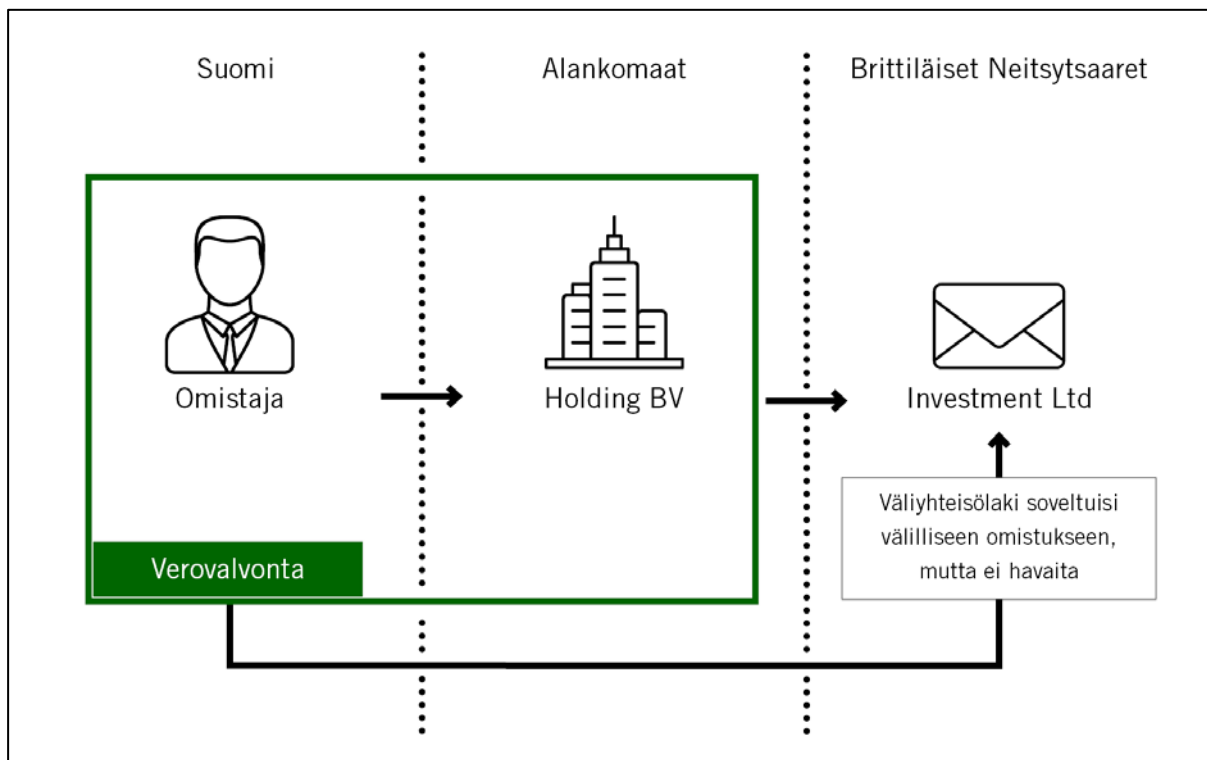 Suomi
Alankomaat
Brittiläiset Neitsytsaaret
Omistaja
Holding BV
Investment Ltd
Väliyhteisölaki soveltuisi
välilliseen omistukseen,
mutta ei havaita
Verovalvonta